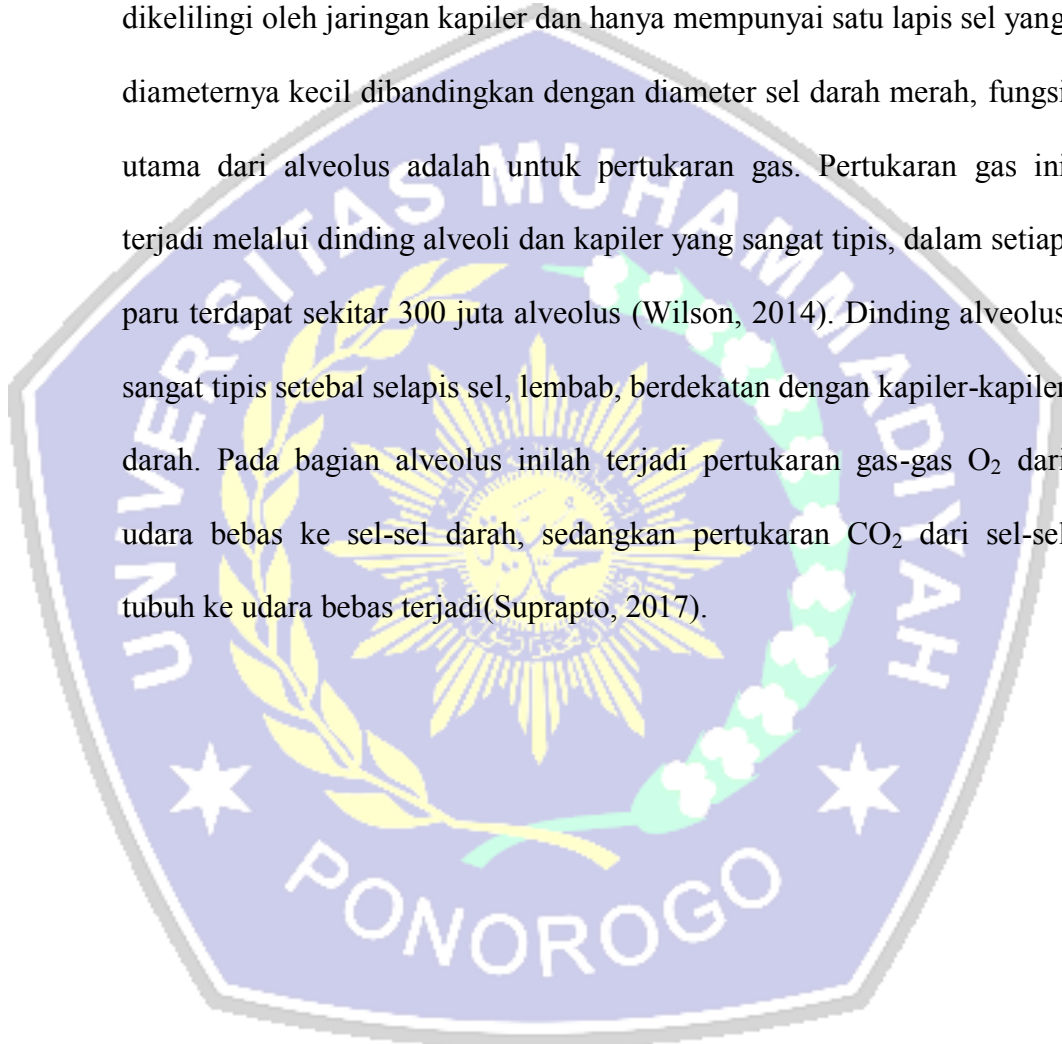 dikelilingi oleh jaringan kapiler dan hanya mempunyai satu lapis sel yang
diameternya kecil dibandingkan dengan diameter sel darah merah, fungsi
utama dari alveolus adalah untuk pertukaran gas. Pertukaran gas ini
terjadi melalui dinding alveoli dan kapiler yang sangat tipis, dalam setiap
paru terdapat sekitar 300 juta alveolus (Wilson, 2014). Dinding alveolus
sangat tipis setebal selapis sel, lembab, berdekatan dengan kapiler-kapiler
darah. Pada bagian alveolus inilah terjadi pertukaran gas-gas O₂ dari
udara bebas ke sel-sel darah, sedangkan pertukaran CO₂ dari sel-sel
tubuh ke udara bebas terjadi(Suprapto, 2017).
UNIVERSITAS MUHAMMADIYAH
PONOROGO